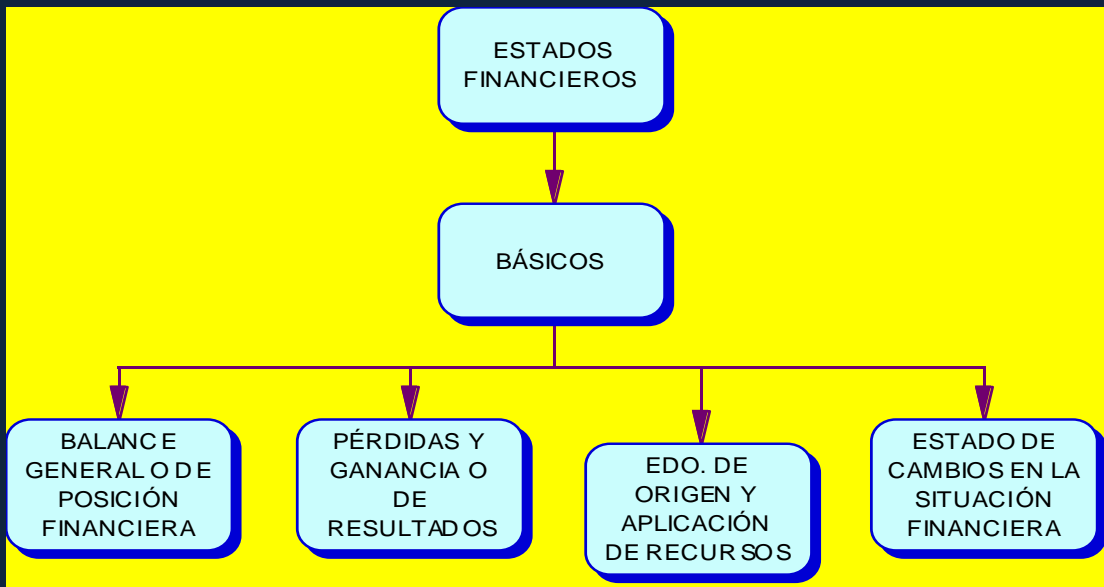 ESTADOS
FINANCIEROS
BÁSICOS
BALANCE
GENERAL O DE
POSICIÓN
FINANCIERA
PÉRDIDAS Y
GANANCIA O
DE
RESULTADOS
EDO. DE
ORIGEN Y
APLICACIÓN
DE RECURSOS
ESTADO DE
CAMBIOS EN LA
SITUACIÓN
FINANCIERA